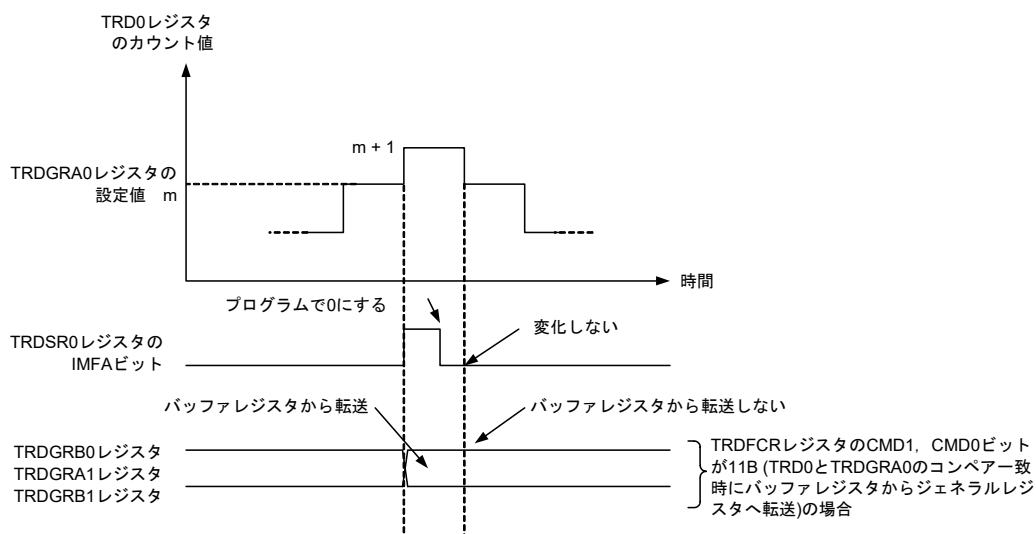 TRD0レジスタ
のカウント値
m + 1
TRDGRA0レジスタの
設定値 m
時間
プログラムで0にする
変化しない
TRDSR0レジスタの
IMFAビット
バッファレジスタから転送
バッファレジスタから転送しない
TRDGRB0レジスタ
TRDGRA1レジスタ
TRDGRB1レジスタ
TRDFCRレジスタのCMD1，CMD0ビット
が11B (TRD0とTRDGRA0のコンペアー致
時にバッファレジスタからジェネラルレジ
スタへ転送)の場合